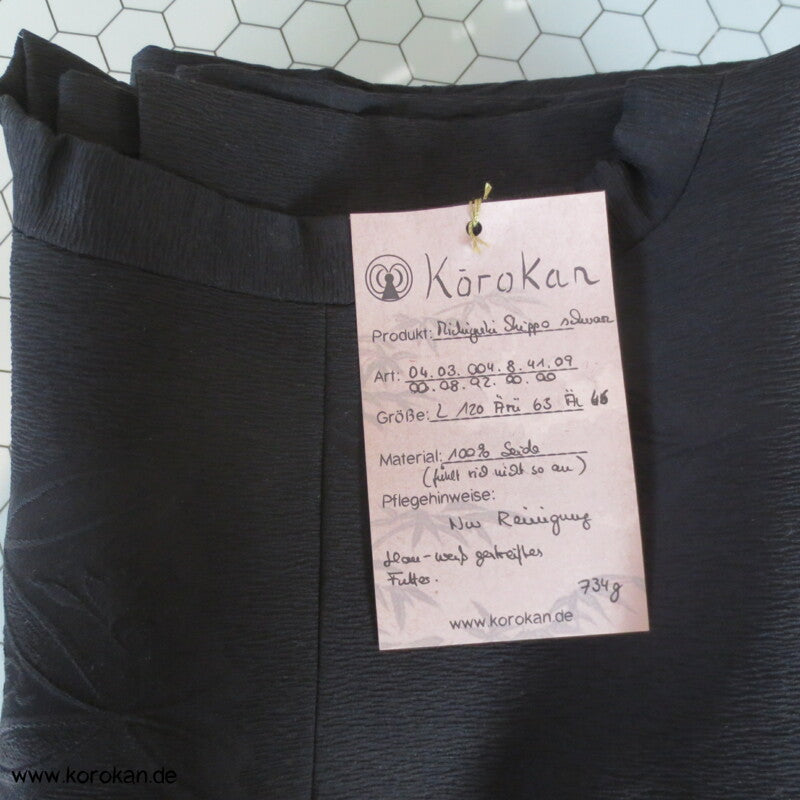 Kōrokan
Produkt: Michiyuki Shippo schwarz
Art: 04.03.004.8.41.09
00.08.92.00.00
Größe: L 120 Ärü 63 Äl 46
Material: 100% Seide
(fühlt sich nicht so an)
Pflegehinweise:
Nur Reinigung
blau-weiß gestreiftes
Futter.
734g
www.korokan.de
www.korokan.de